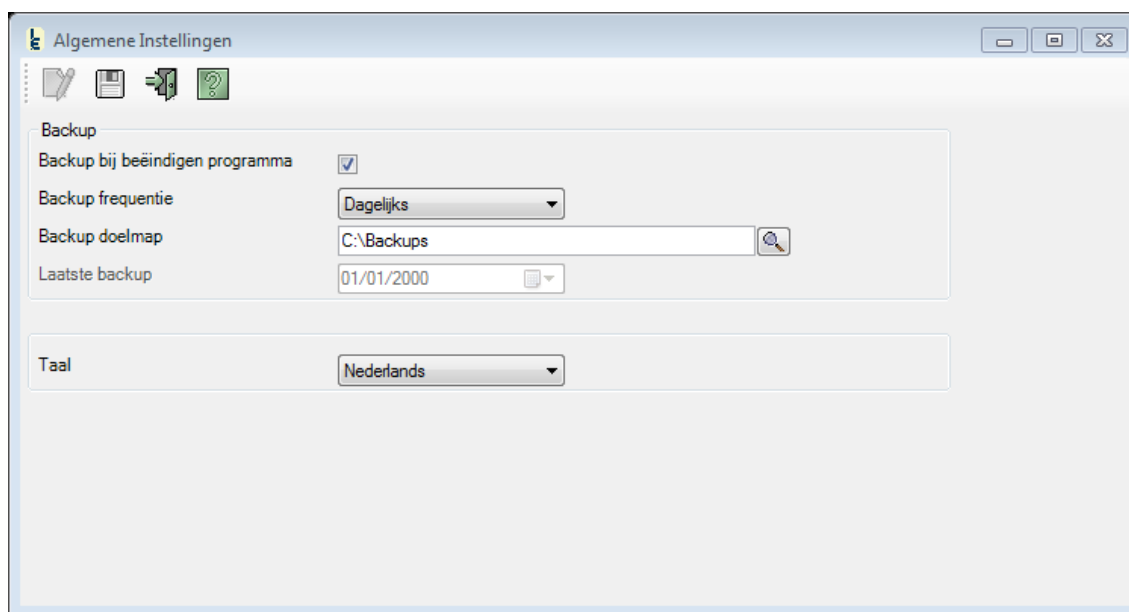 Algemene Instellingen
Backup
Backup bij beëindigen programma
Backup frequentie Dagelijks
Backup doelmap C:\Backups
Laatste backup 01/01/2000
Taal Nederlands